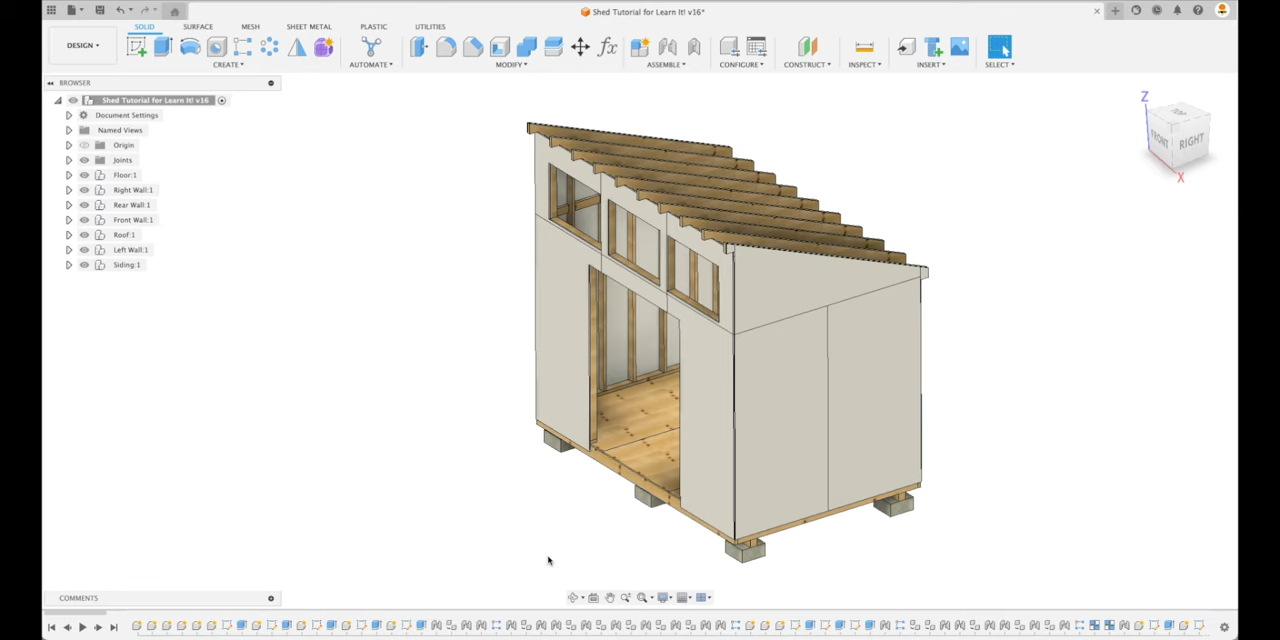 Shed Tutorial for Learn It! v16*
SOLID SURFACE MESH SHEET METAL PLASTIC UTILITIES
DESIGN
CREATE AUTOMATE MODIFY ASSEMBLE CONFIGURE CONSTRUCT INSPECT INSERT SELECT
BROWSER
Shed Tutorial for Learn It! v16
Document Settings
Named Views
Origin
Joints
Floor:1
Right Wall:1
Rear Wall:1
Front Wall:1
Roof:1
Left Wall:1
Siding:1
Z
TOP
FRONT RIGHT
X
COMMENTS